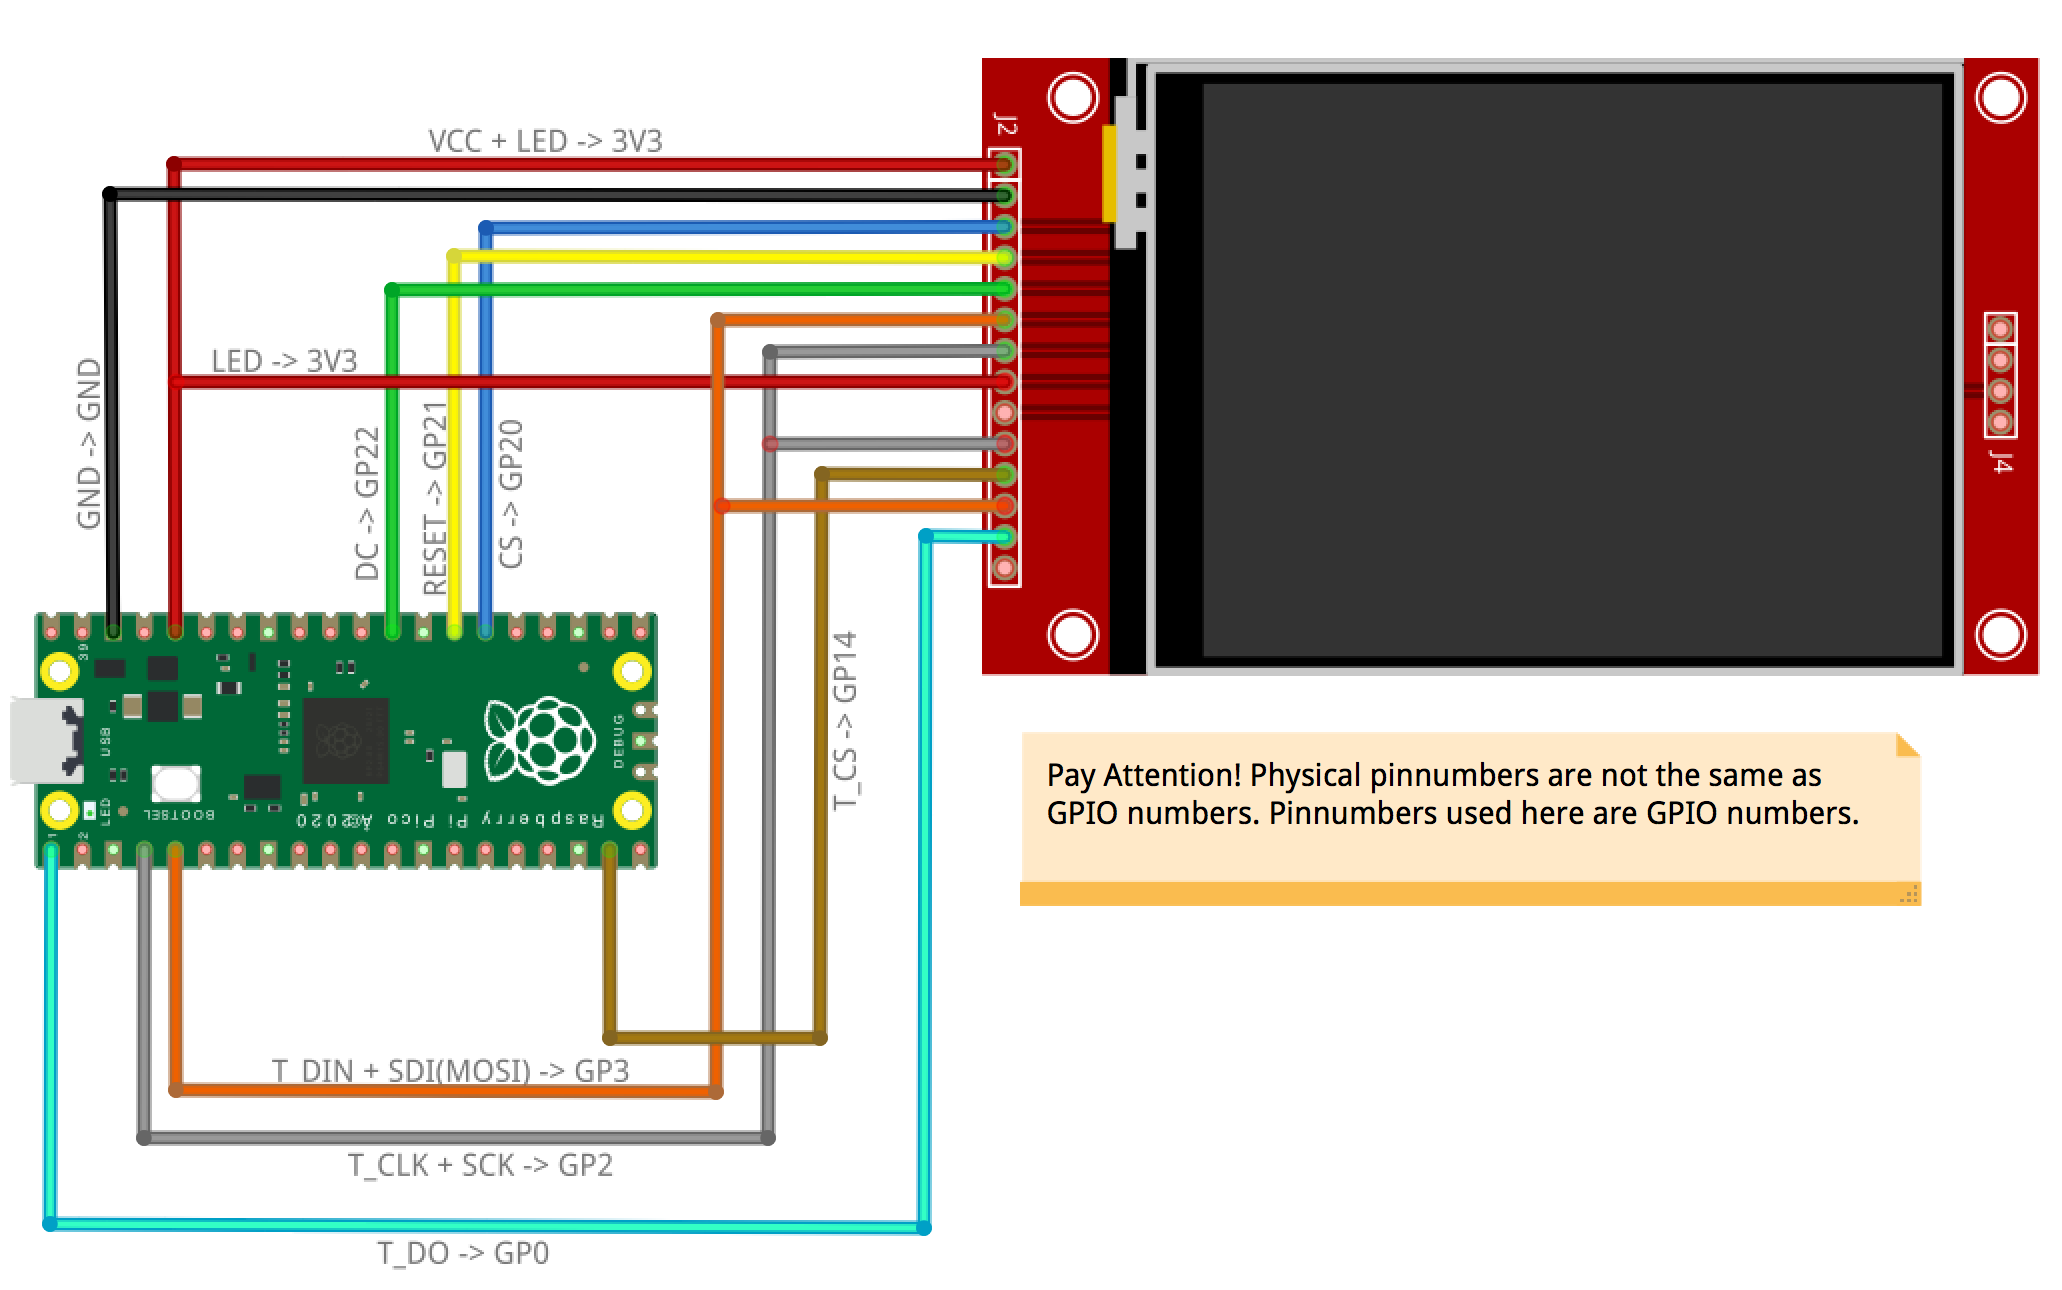 VCC + LED -> 3V3
J2
LED -> 3V3
GND -> GND
DC -> GP22
RESET -> GP21
CS -> GP20
J4
39
USB
DEBUG
T_CS -> GP14
LED
BOOTSEL
1
2
Raspberry Pi Pico Â©2020
Pay Attention! Physical pinnumbers are not the same as
GPIO numbers. Pinnumbers used here are GPIO numbers.
T_DIN + SDI(MOSI) -> GP3
T_CLK + SCK -> GP2
T_DO -> GP0